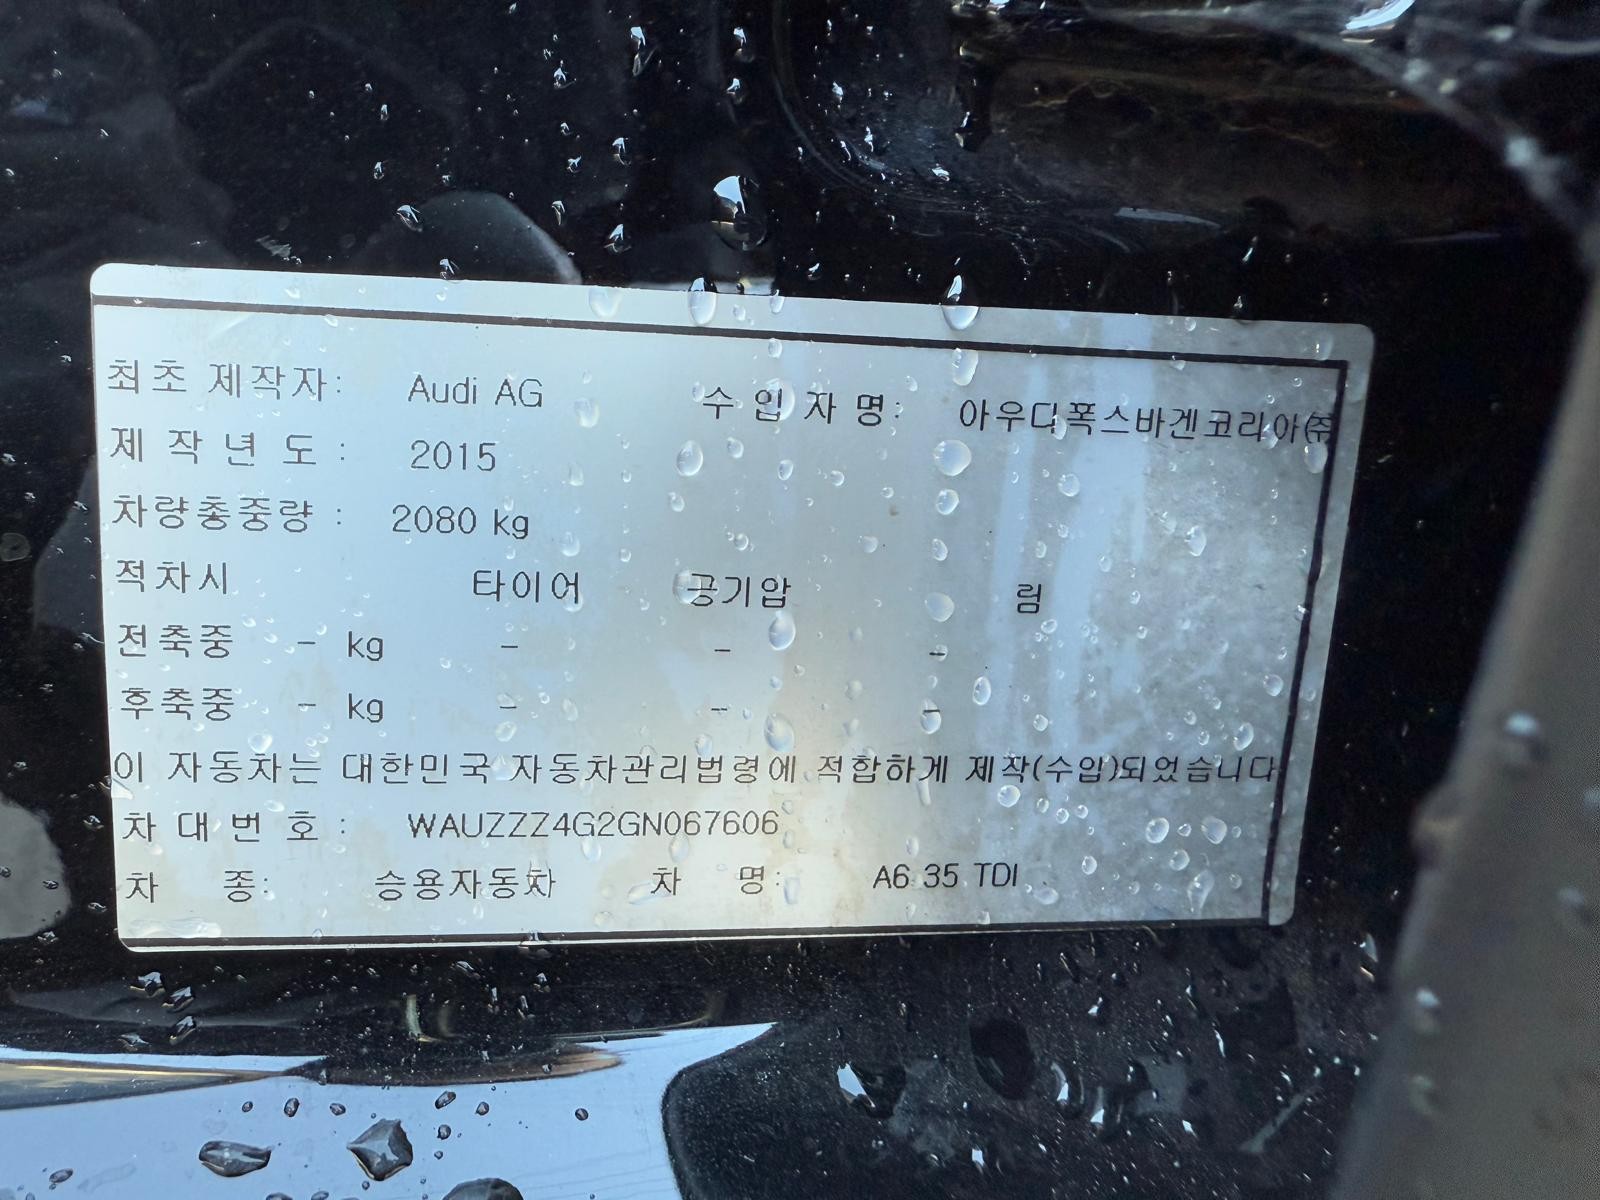 최초 제작자: Audi AG 수입자명: 아우디폭스바겐코리아㈜
제작년도: 2015
차량총중량: 2080 kg
적차시 타이어 공기압 림
전축중 - kg - - -
후축중 - kg - - -
이 자동차는 대한민국 자동차관리법령에 적합하게 제작(수입)되었습니다
차대번호: WAUZZZ4G2GN067606
차 종: 승용자동차 차 명: A6 35 TDI